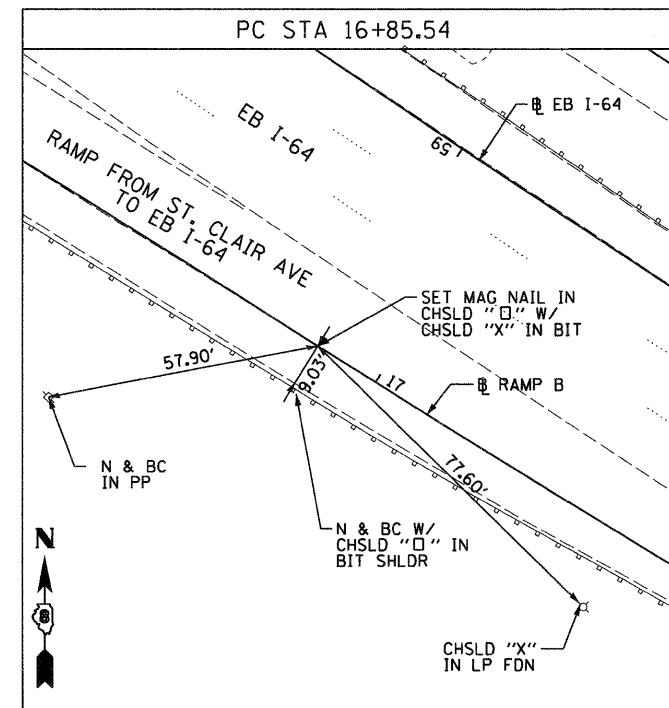 PC STA 16+85.54
℄ EB I-64
EB I-64
59
RAMP FROM ST. CLAIR AVE
TO EB I-64
SET MAG NAIL IN
CHSLD "□" W/
CHSLD "X" IN BIT
57.90'
9.03'
17
℄ RAMP B
N & BC
IN PP
77.60'
N & BC W/
CHSLD "□" IN
BIT SHLDR
N
CHSLD "X"
IN LP FDN